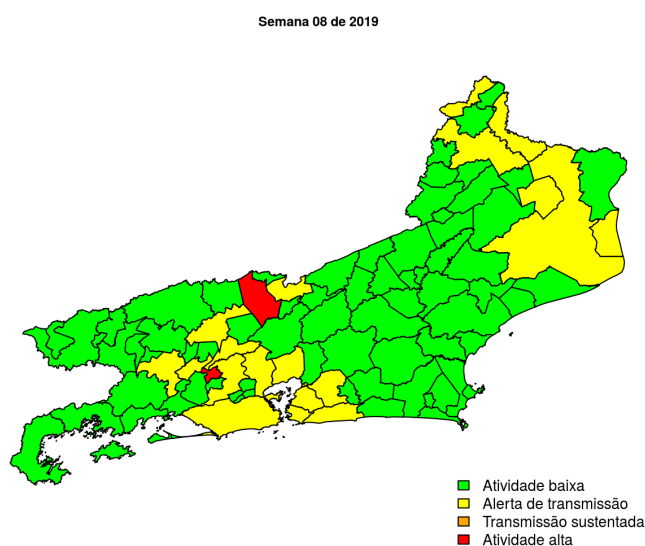 Semana 08 de 2019
Atividade baixa
Alerta de transmissão
Transmissão sustentada
Atividade alta